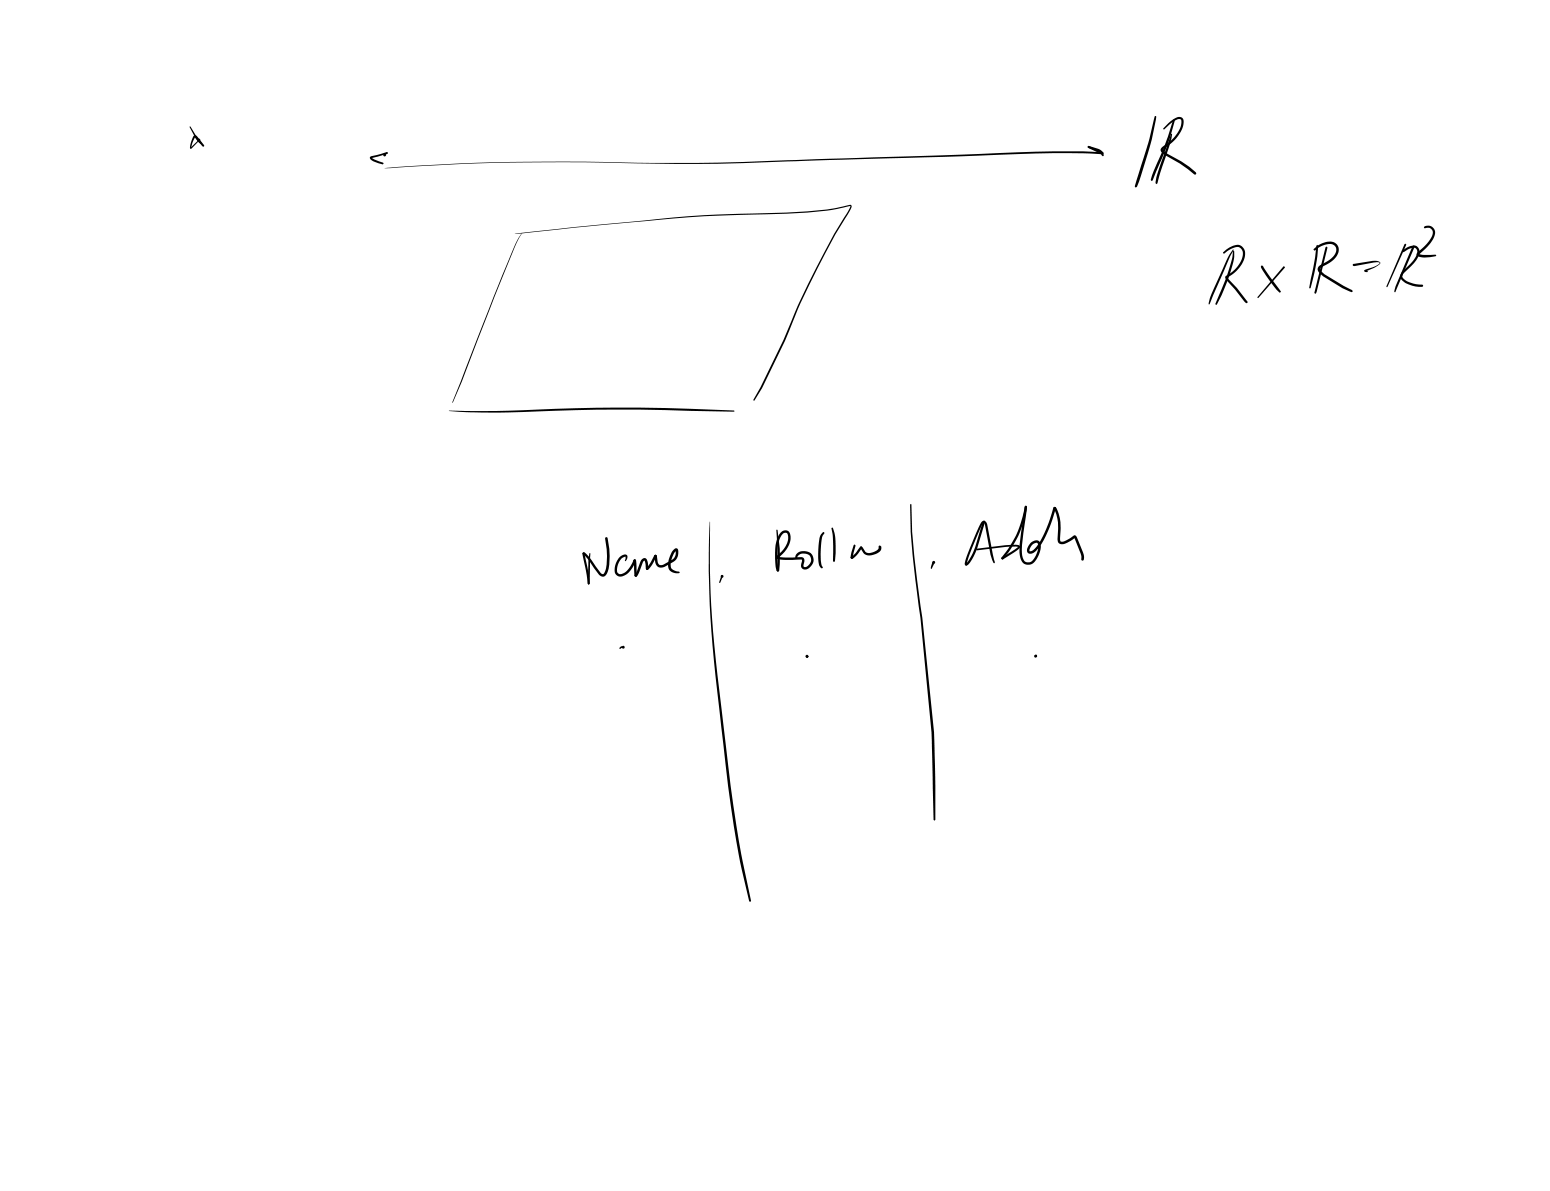 ℝ
ℝ × ℝ = ℝ²
Name , Roll , Addr